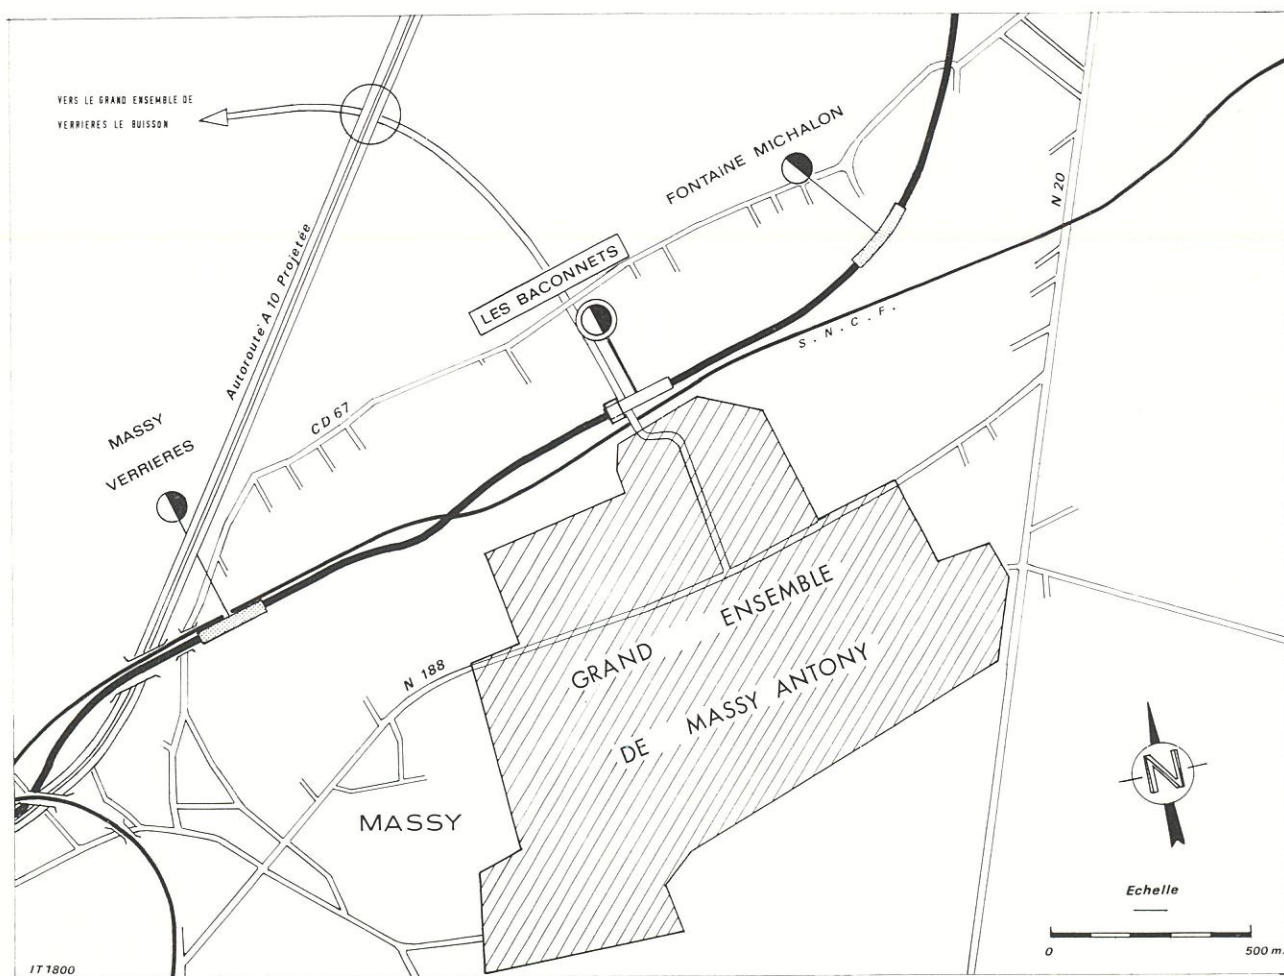 VERS LE GRAND ENSEMBLE DE
VERRIERES LE BUISSON
FONTAINE MICHALON
N 20
Autoroute A 10 Projetée
LES BACONNETS
S. N. C. F.
MASSY
VERRIERES
CD 67
N 188
GRAND ENSEMBLE
DE MASSY ANTONY
MASSY
N
Echelle
0 500 m.
IT 1800